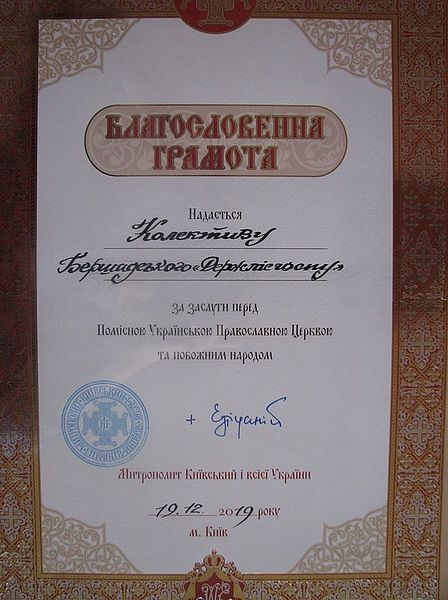 БЛАГОСЛОВЕННА
ГРАМОТА
Надається
Колективу
Бершадського «Держлісгоспу»
за заслуги перед
Помісною Українською Православною Церквою
та побожним народом
+ Епіфаній
Митрополит Київський і всієї України
19.12 2019 року
м. Київ